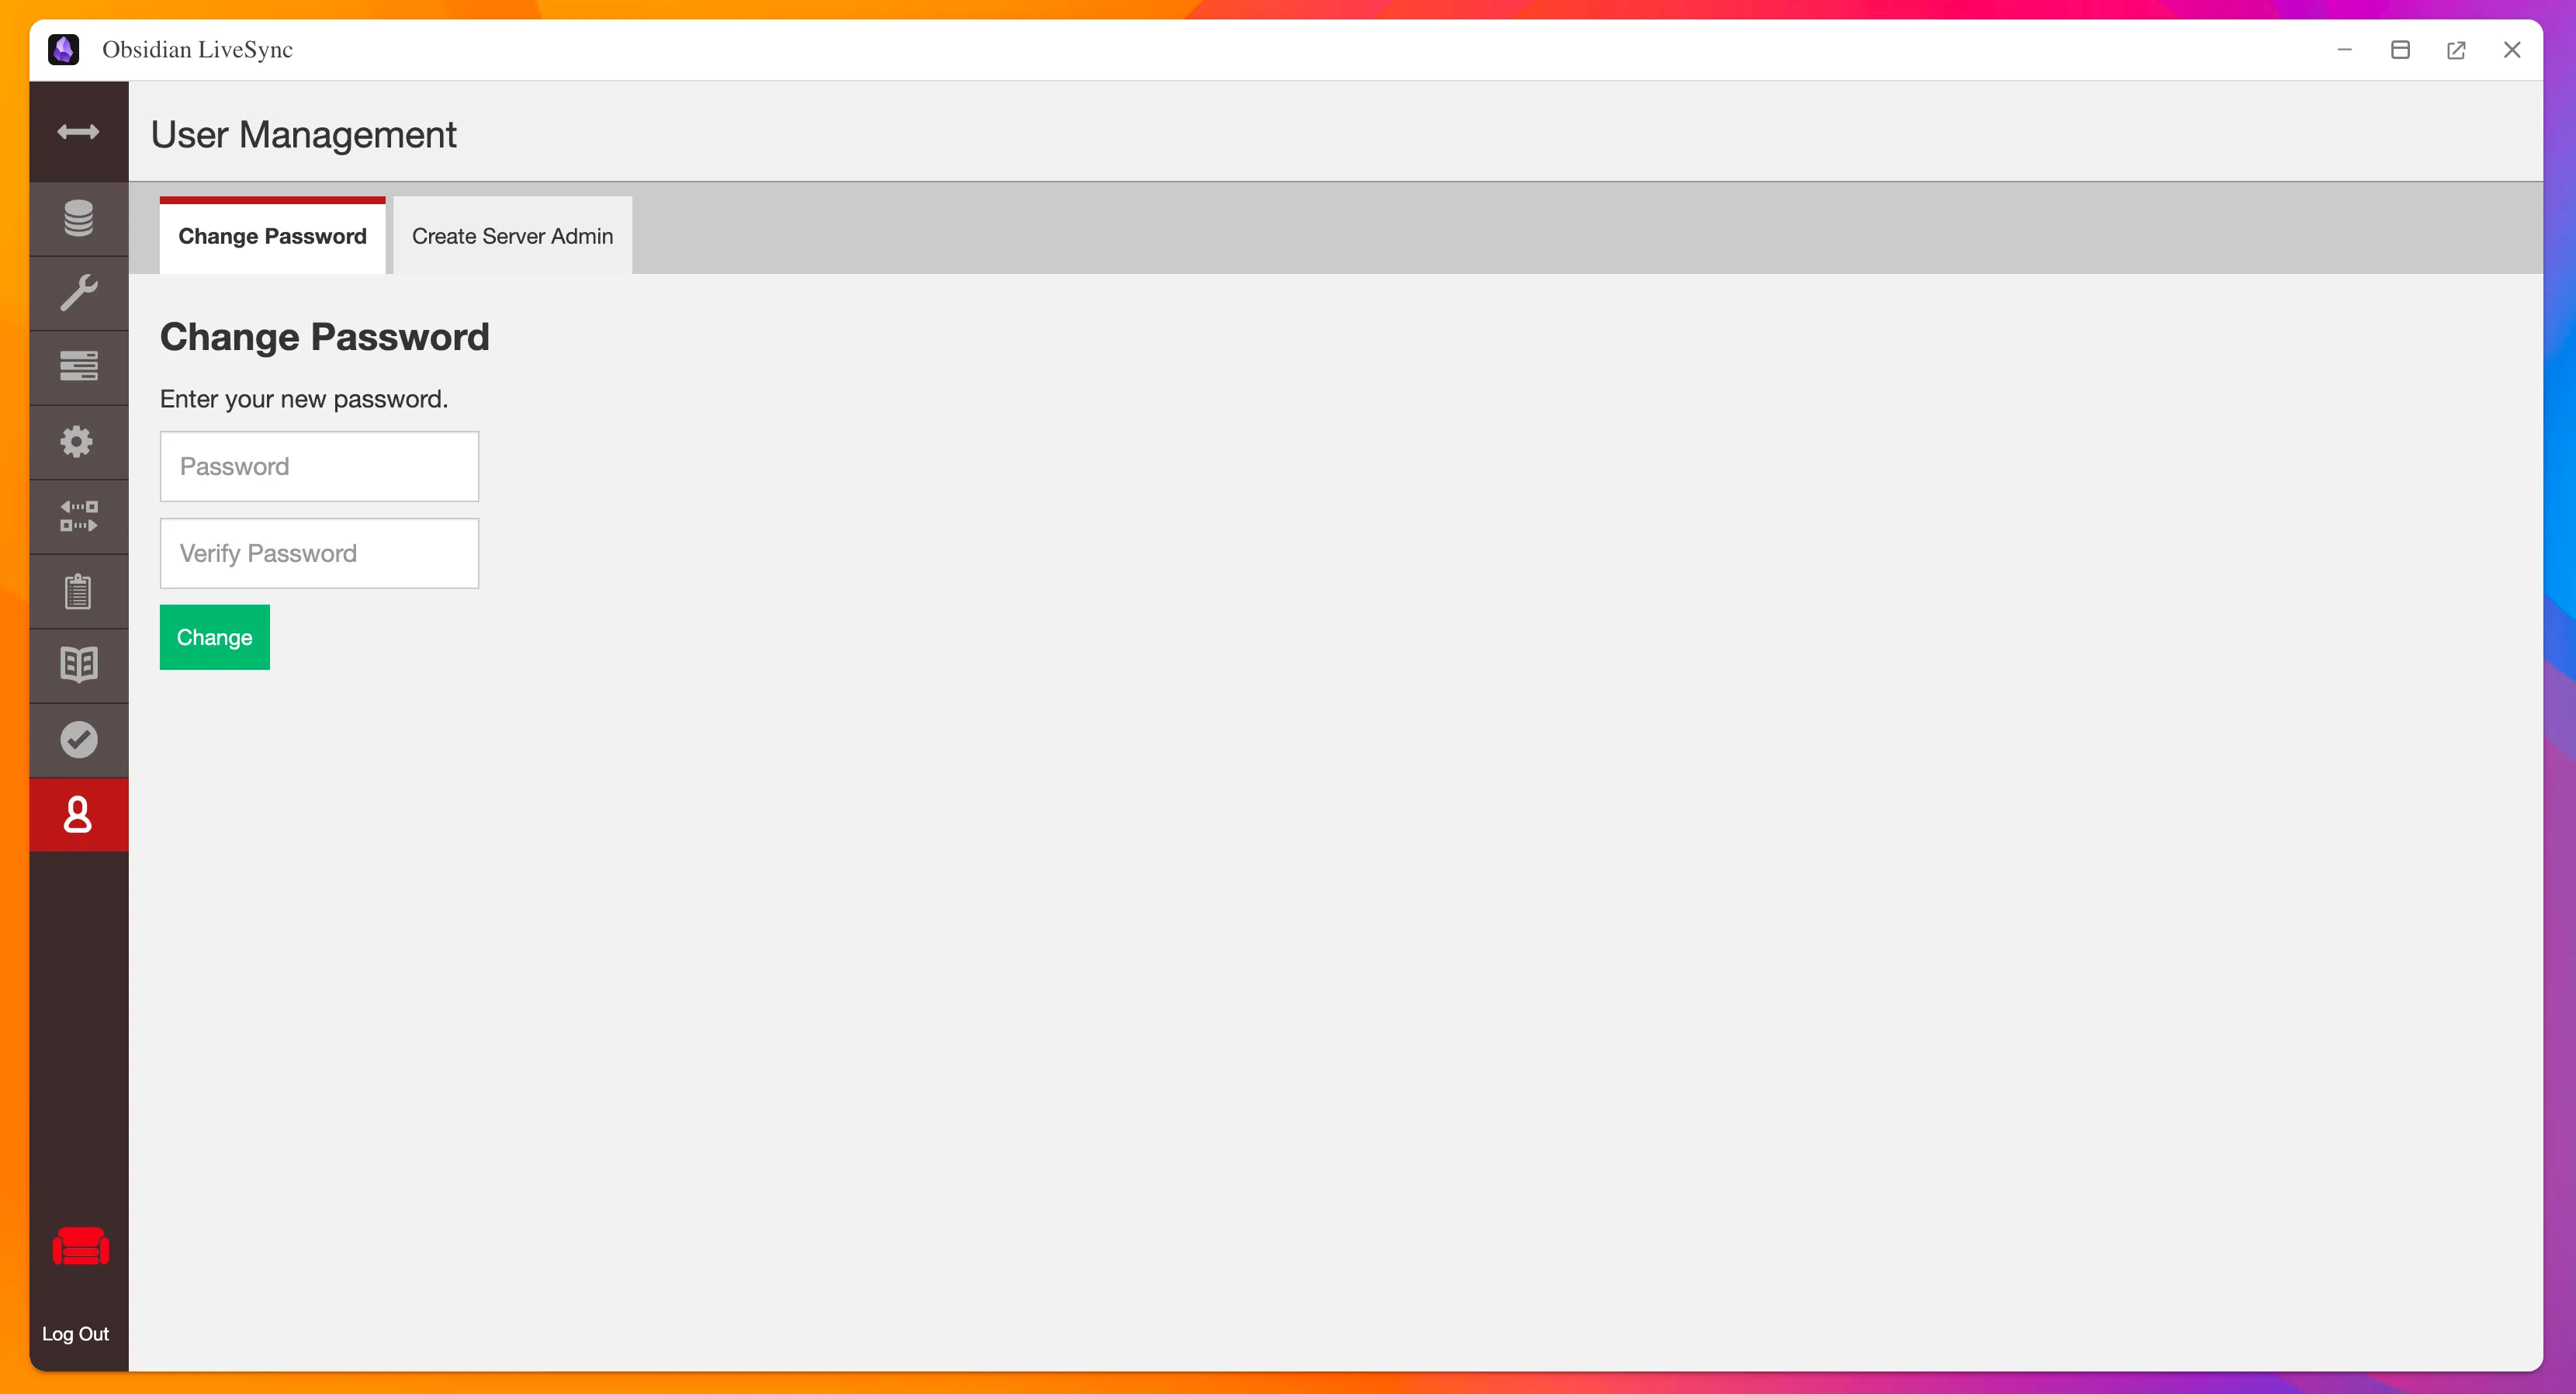 Obsidian LiveSync
User Management
Change Password
Create Server Admin
Change Password
Enter your new password.
Password
Verify Password
Change
Log Out